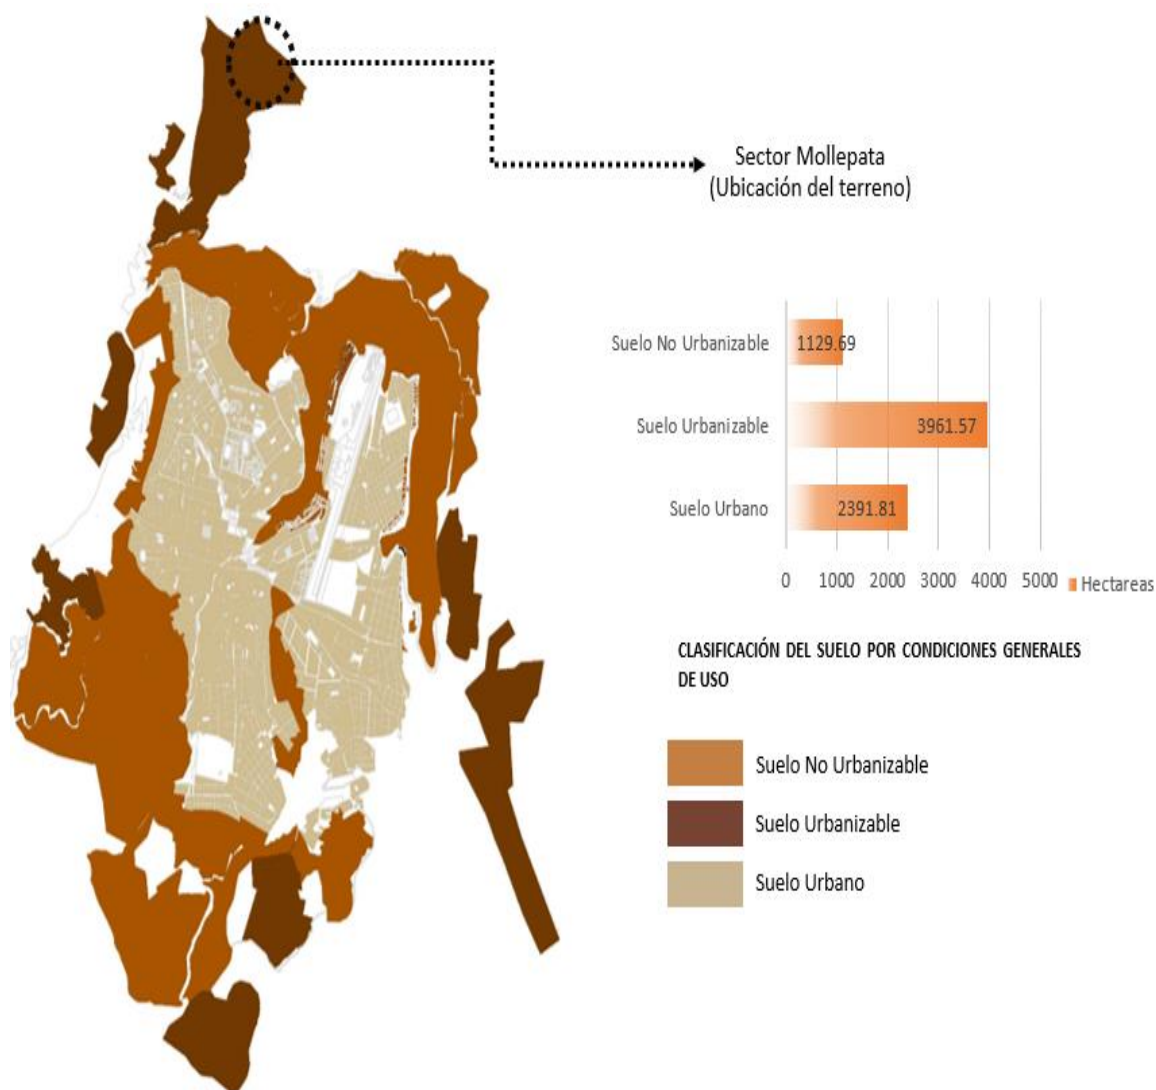 Sector Mollepata
(Ubicación del terreno)
Suelo No Urbanizable
1129.69
Suelo Urbanizable
3961.57
Suelo Urbano
2391.81
0 1000 2000 3000 4000 5000
Hectareas
CLASIFICACIÓN DEL SUELO POR CONDICIONES GENERALES
DE USO
Suelo No Urbanizable
Suelo Urbanizable
Suelo Urbano